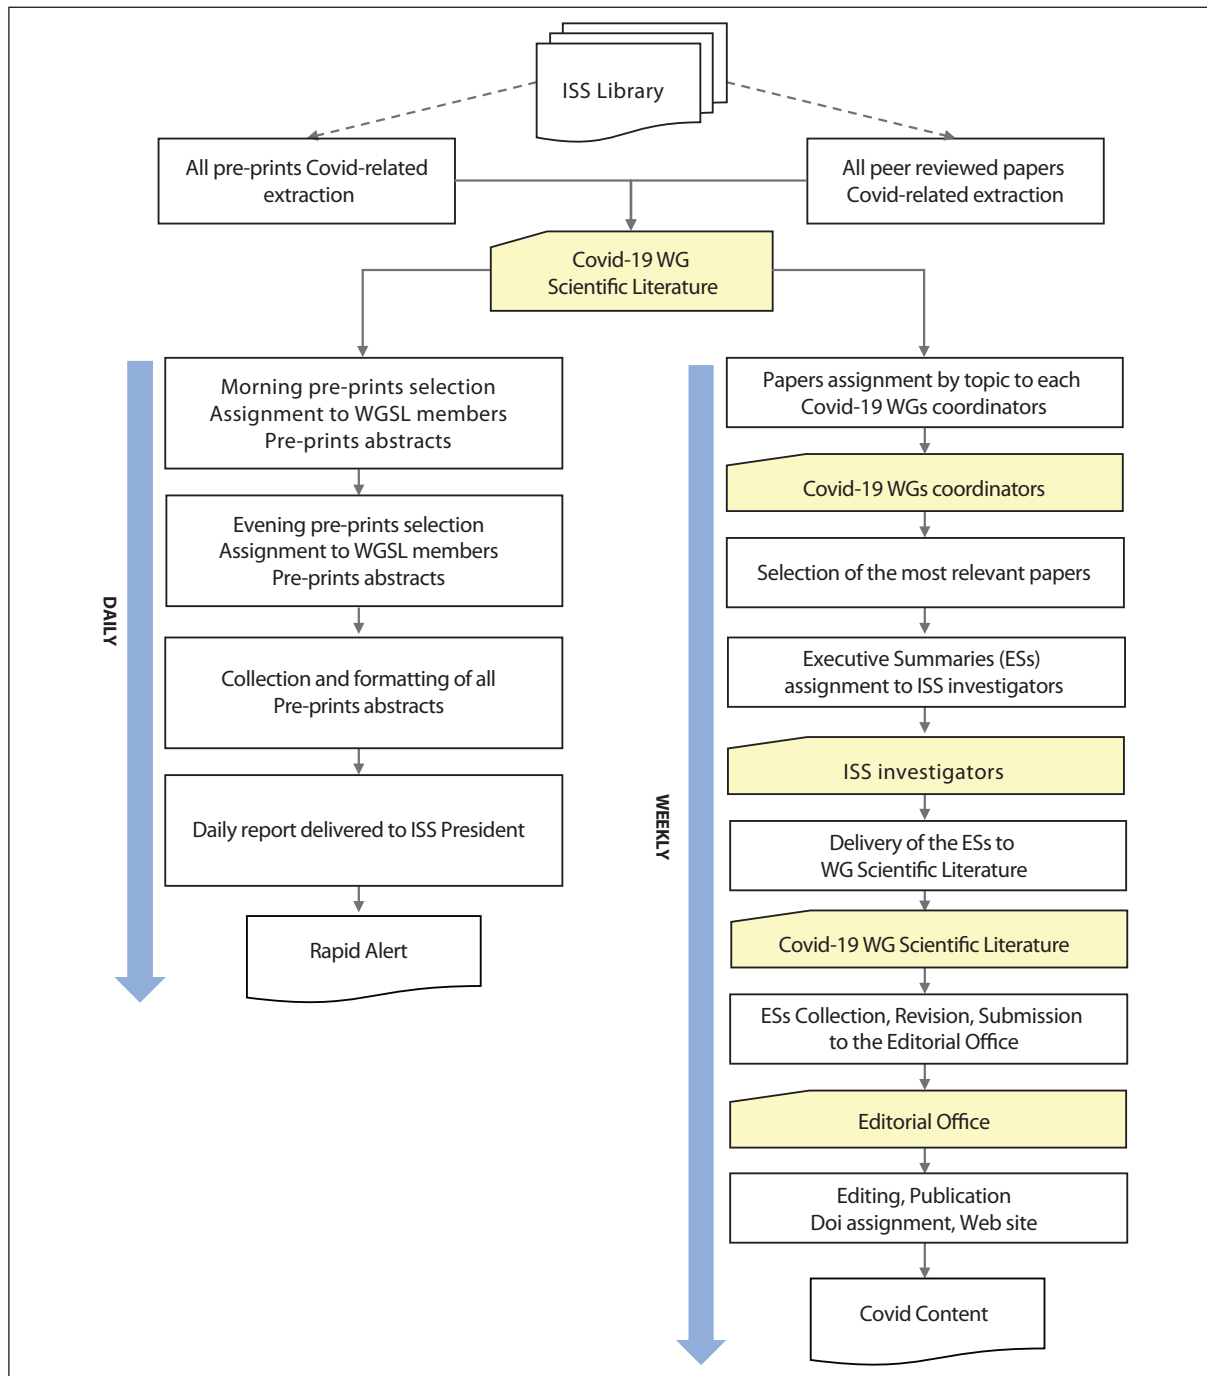 ISS Library
All pre-prints Covid-related
extraction
All peer reviewed papers
Covid-related extraction
Covid-19 WG
Scientific Literature
DAILY
Morning pre-prints selection
Assignment to WGSL members
Pre-prints abstracts
Evening pre-prints selection
Assignment to WGSL members
Pre-prints abstracts
Collection and formatting of all
Pre-prints abstracts
Daily report delivered to ISS President
Rapid Alert
WEEKLY
Papers assignment by topic to each
Covid-19 WGs coordinators
Covid-19 WGs coordinators
Selection of the most relevant papers
Executive Summaries (ESs)
assignment to ISS investigators
ISS investigators
Delivery of the ESs to
WG Scientific Literature
Covid-19 WG Scientific Literature
ESs Collection, Revision, Submission
to the Editorial Office
Editorial Office
Editing, Publication
Doi assignment, Web site
Covid Content